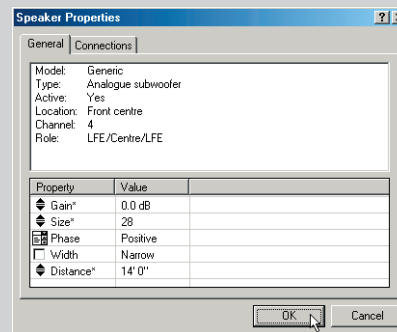 Speaker Properties
General Connections
Model: Generic
Type: Analogue subwoofer
Active: Yes
Location: Front centre
Channel: 4
Role: LFE/Centre/LFE
Property Value
Gain* 0.0 dB
Size* 28
Phase Positive
Width Narrow
Distance* 14' 0"
OK Cancel